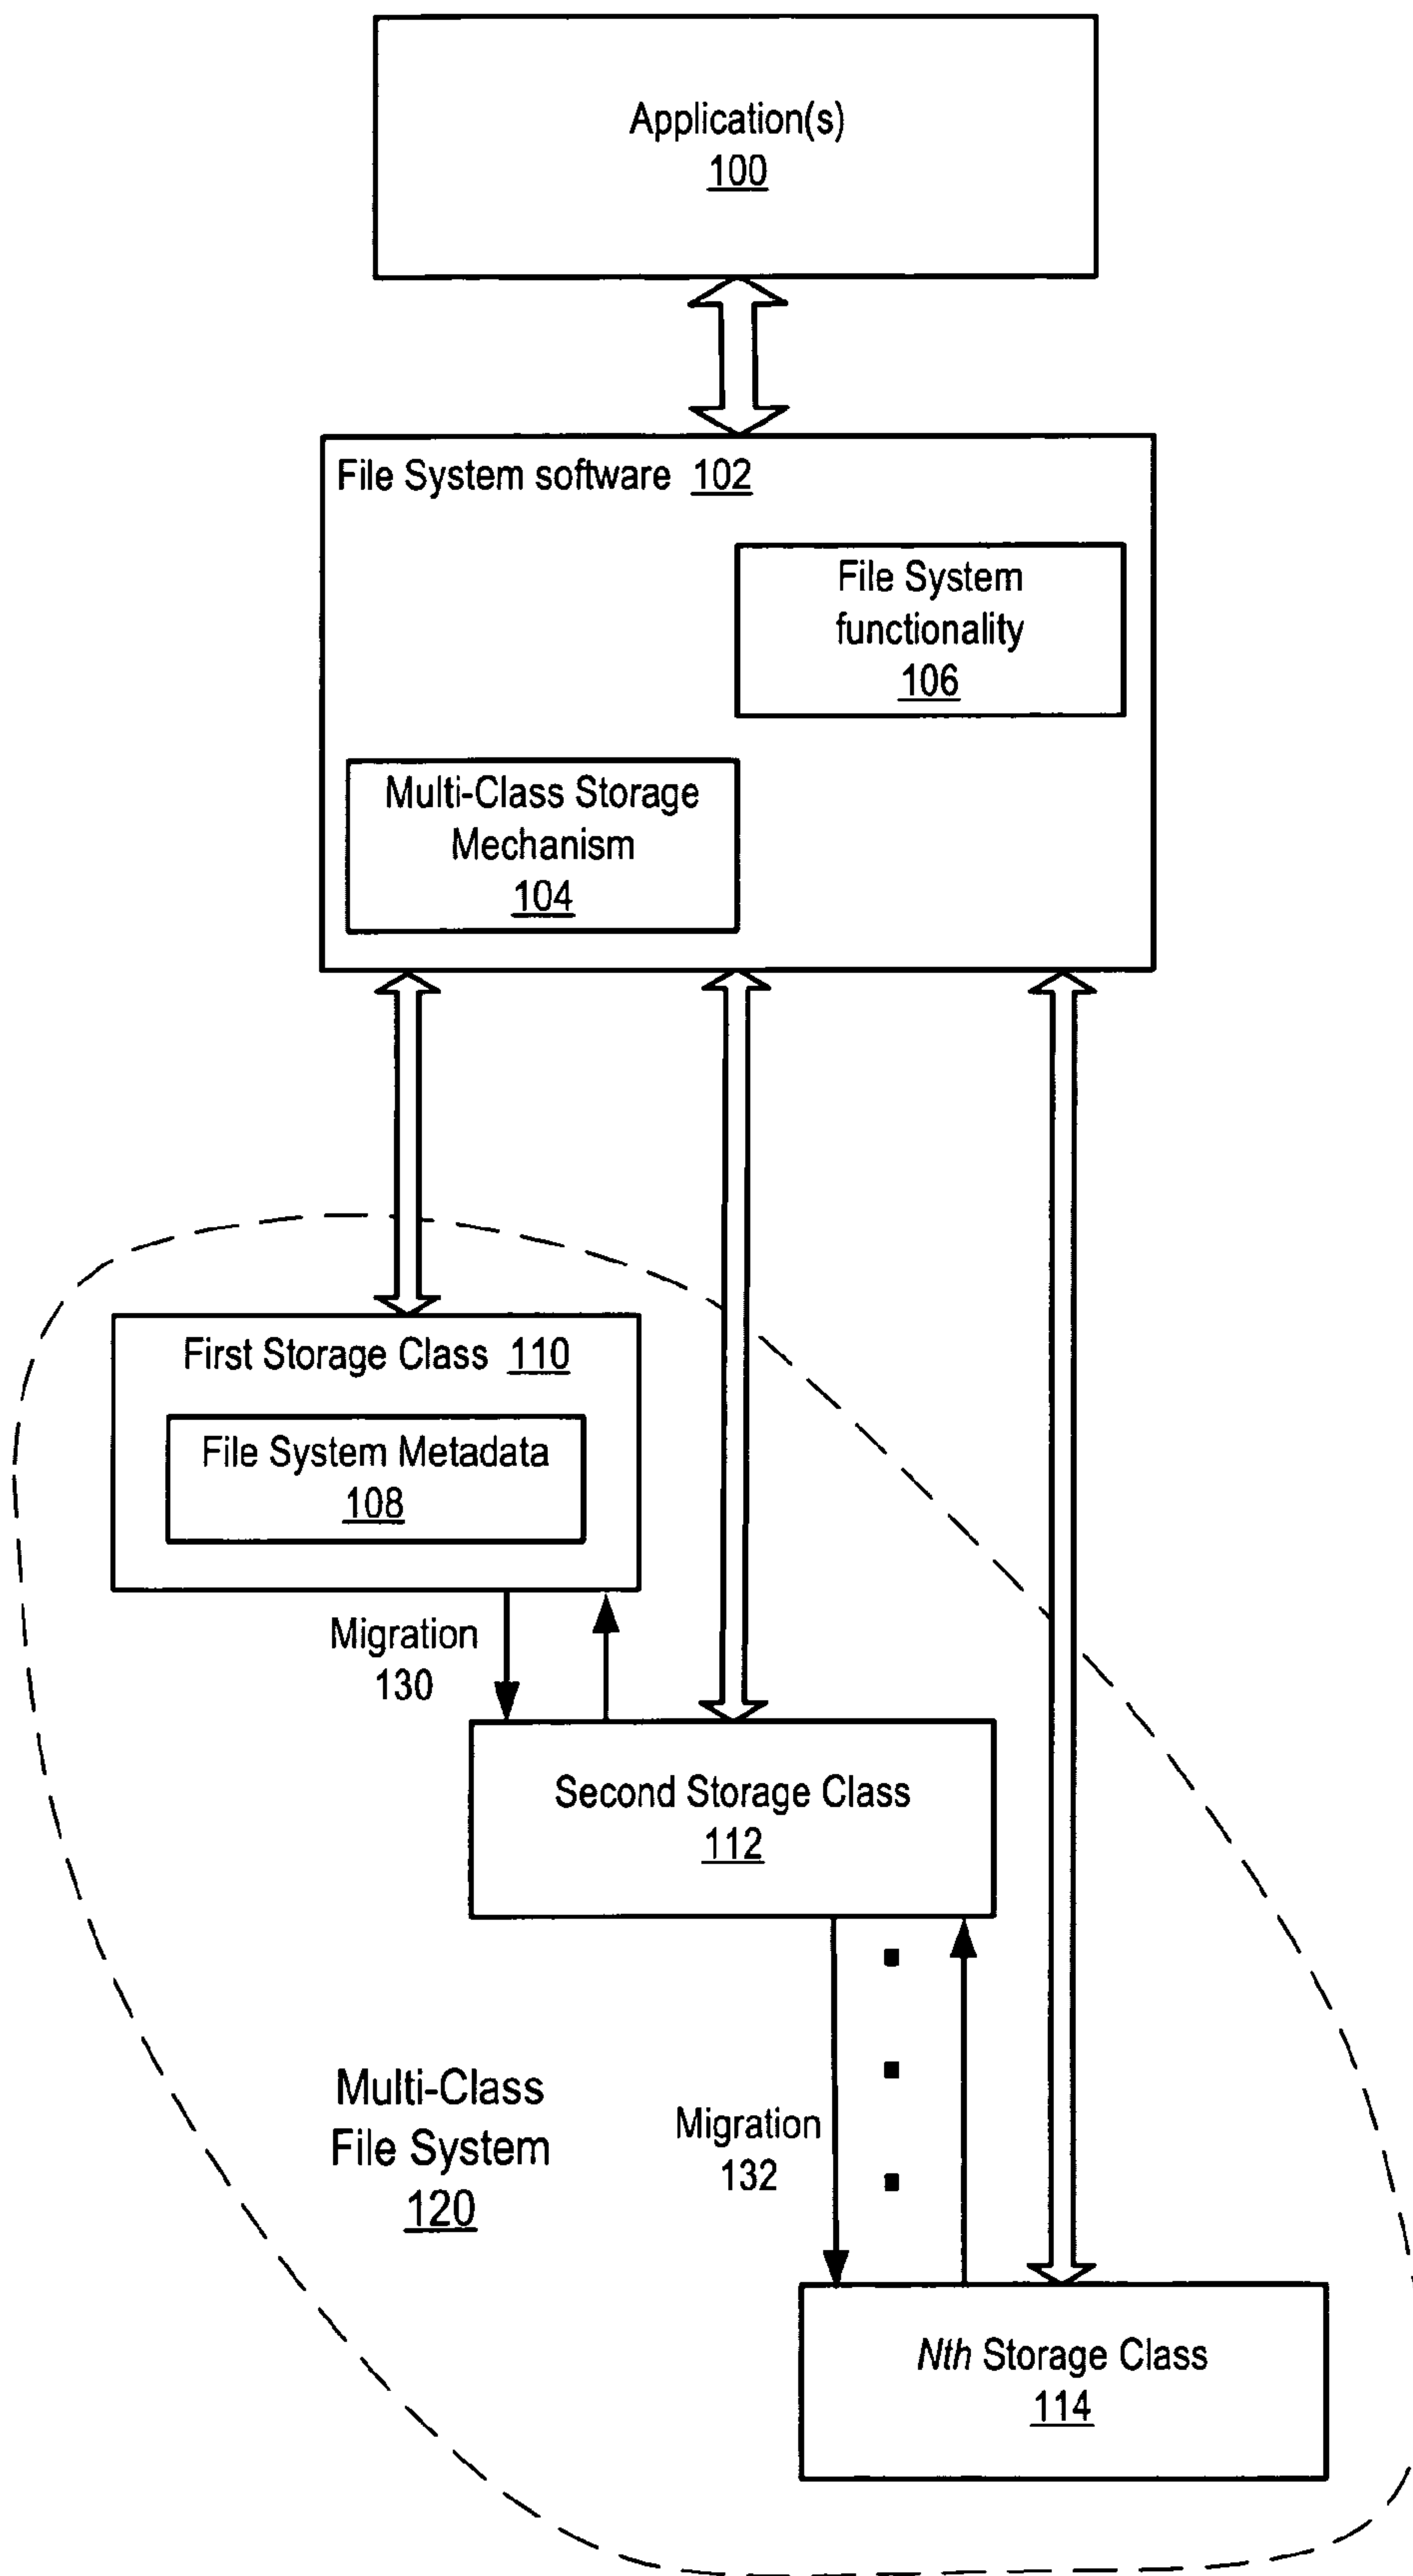 Application(s)
100
File System software 102
File System
functionality
106
Multi-Class Storage
Mechanism
104
First Storage Class 110
File System Metadata
108
Migration
130
Second Storage Class
112
Multi-Class
File System
120
Migration
132
Nth Storage Class
114